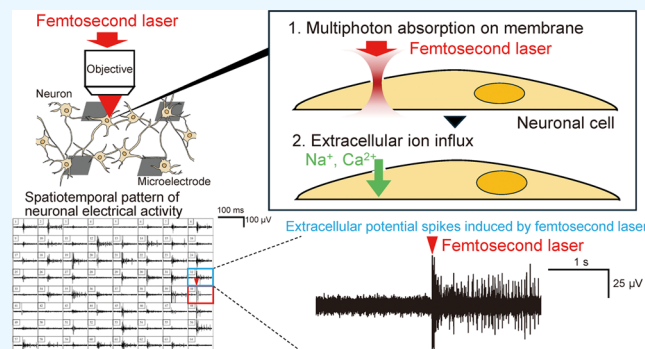 Femtosecond laser
Objective
Neuron
Microelectrode
1. Multiphoton absorption on membrane
Femtosecond laser
Neuronal cell
2. Extracellular ion influx
Na⁺, Ca²⁺
Spatiotemporal pattern
of neuronal electrical activity
100 ms
100 µV
Extracellular potential spikes induced by femtosecond laser
Femtosecond laser
1 s
25 µV